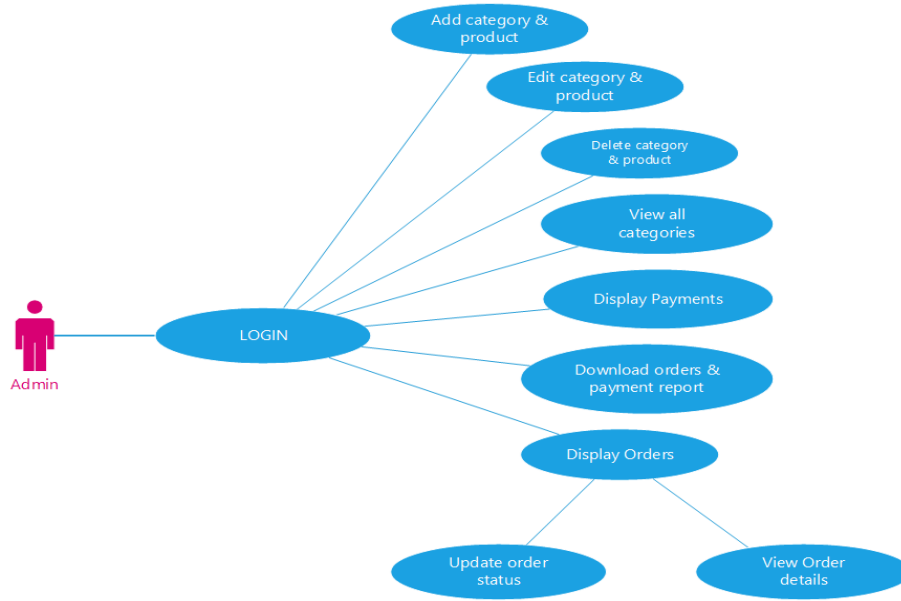 Add category &
product
Edit category &
product
Delete category
& product
View all
categories
Display Payments
LOGIN
Admin
Download orders &
payment report
Display Orders
Update order
status
View Order
details